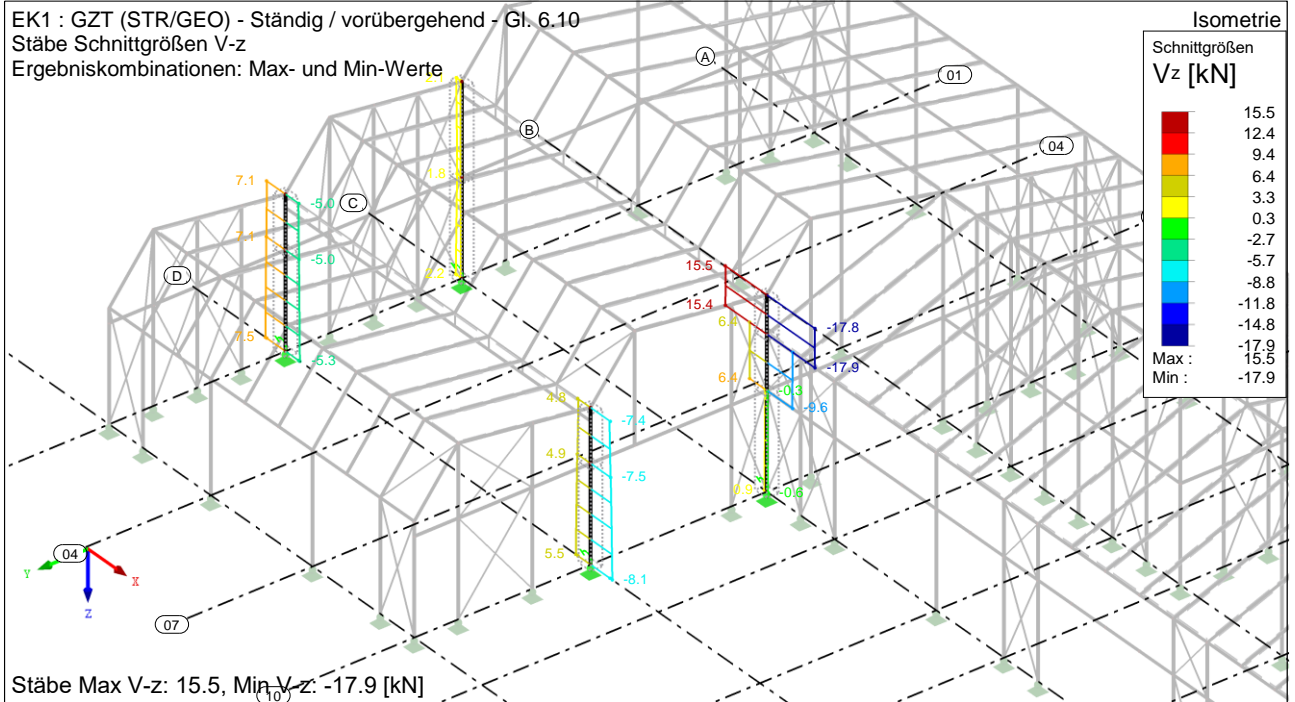 EK1 : GZT (STR/GEO) - Ständig / vorübergehend - Gl. 6.10
Isometrie
Stäbe Schnittgrößen V-z
Ergebniskombinationen: Max- und Min-Werte
Schnittgrößen
Vz [kN]
15.5
12.4
9.4
6.4
3.3
0.3
-2.7
-5.7
-8.8
-11.8
-14.8
-17.9
Max : 15.5
Min : -17.9
A
01
B
04
1.8
7.1
-5.0
C
7.1
-5.0
D
7.5
-5.3
15.5
15.4
-17.8
-17.9
6.4
6.4
-0.3
-9.6
0.9
-0.6
4.8
-7.4
4.9
-7.5
5.5
-8.1
04
Y
X
Z
07
10
Stäbe Max V-z: 15.5, Min V-z: -17.9 [kN]